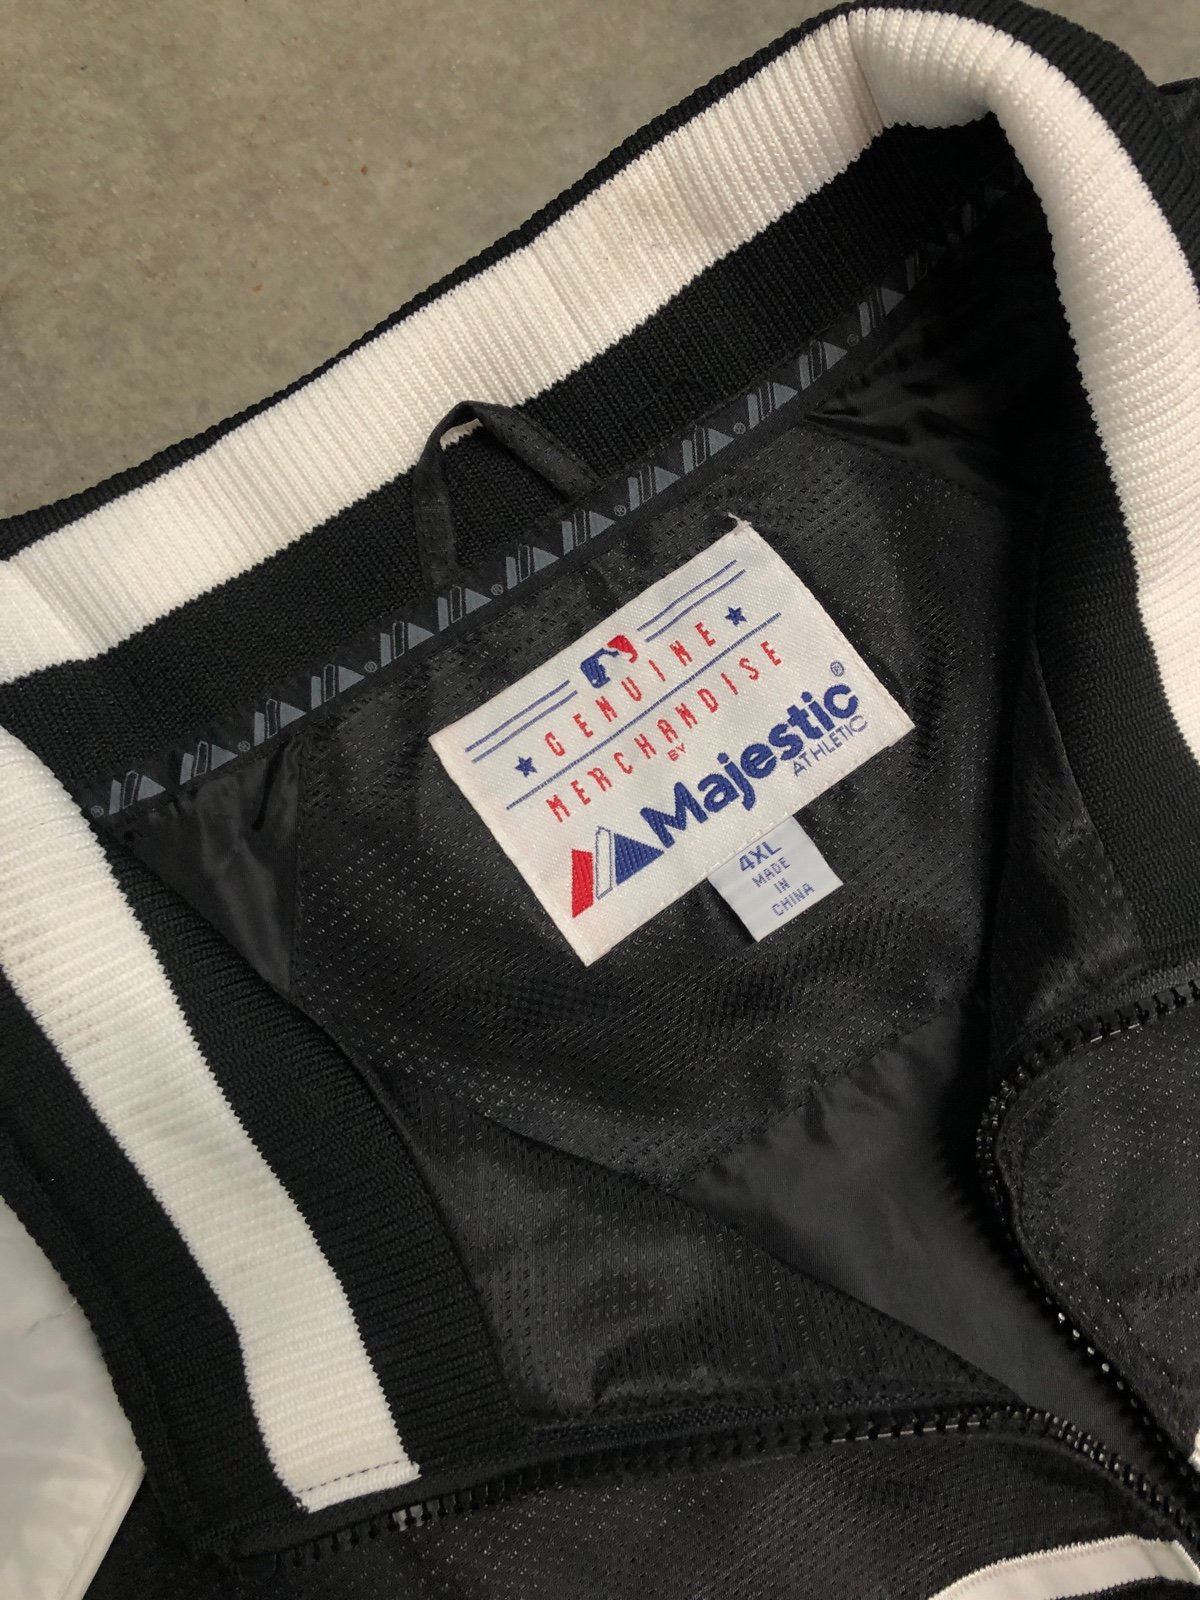 GENUINE
MERCHANDISE
BY
Majestic®
ATHLETIC
4XL
MADE
IN
CHINA